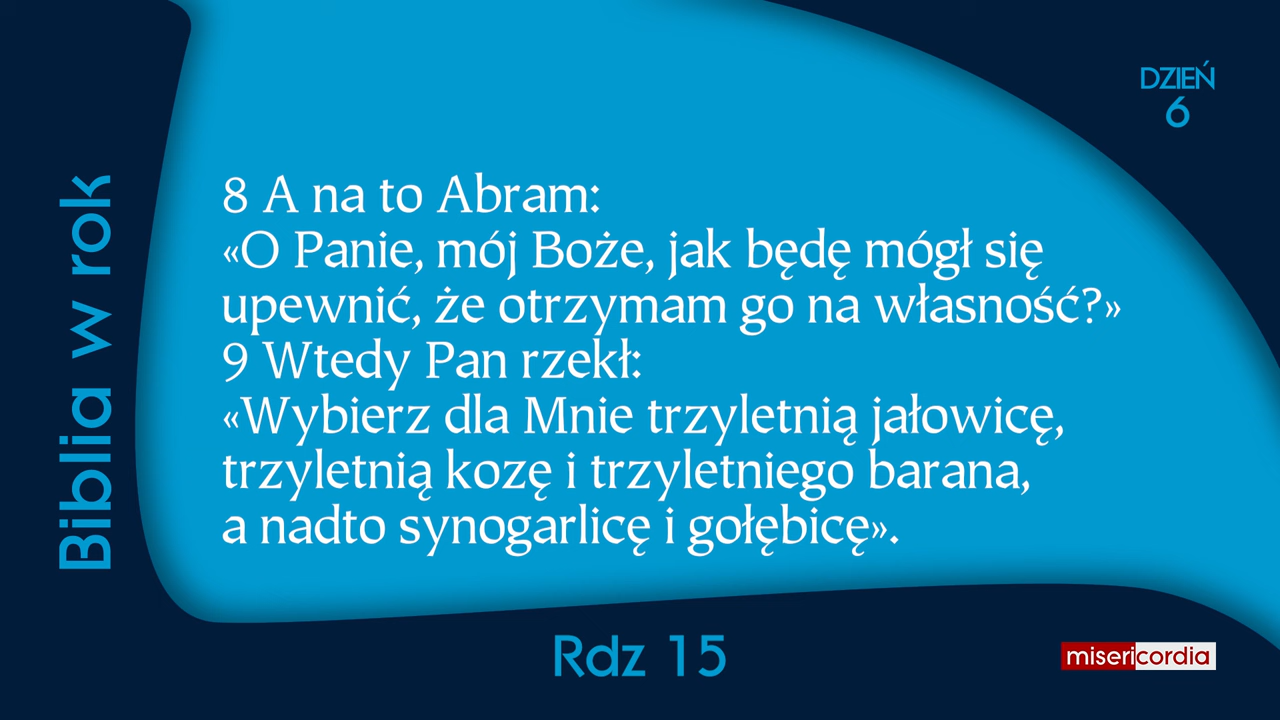 DZIEŃ
6
8 A na to Abram:
«O Panie, mój Boże, jak będę mógł się
upewnić, że otrzymam go na własność?»
9 Wtedy Pan rzekł:
«Wybierz dla Mnie trzyletnią jałowicę,
trzyletnią kozę i trzyletniego barana,
a nadto synogarlicę i gołębicę».
Biblia w rok
Rdz 15
misericordia